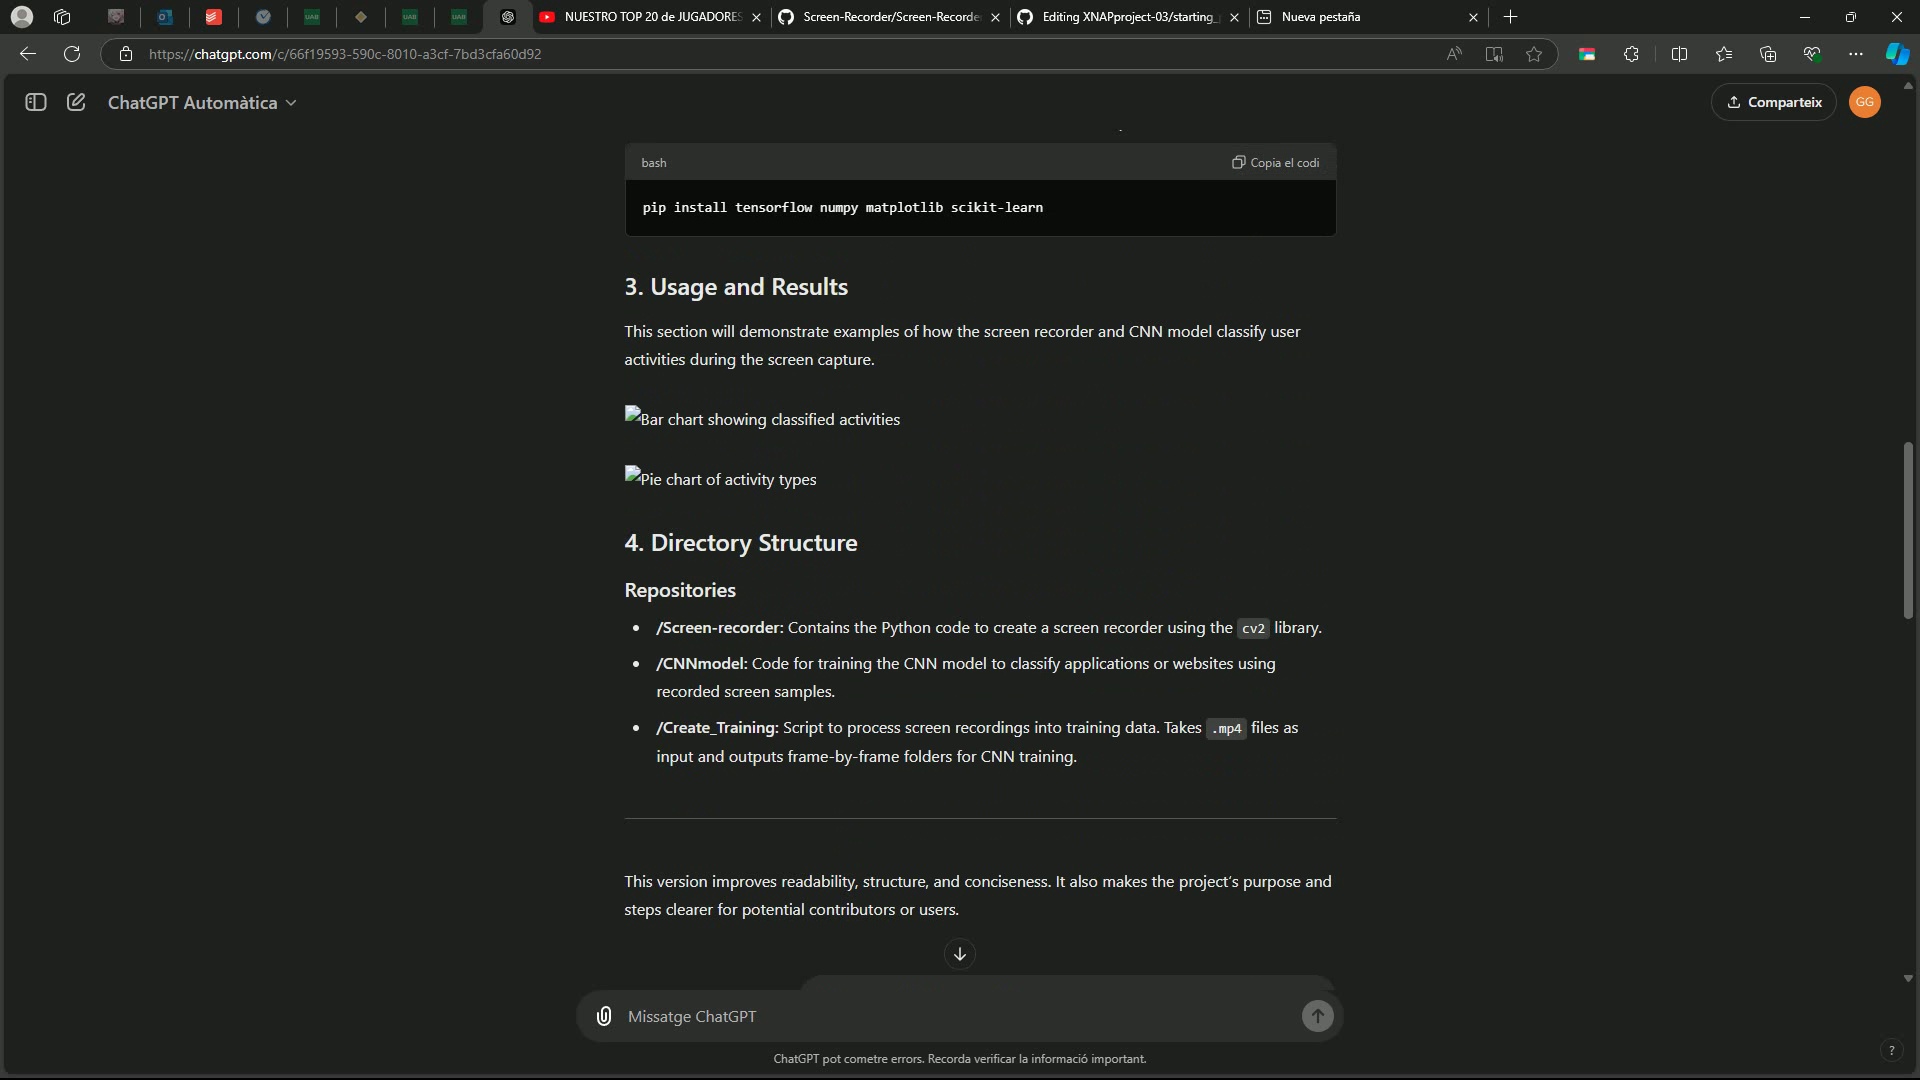 NUESTRO TOP 20 de JUGADORES
Screen-Recorder/Screen-Recorde
Editing XNAPproject-03/starting_
Nueva pestaña
https://chatgpt.com/c/66f19593-590c-8010-a3cf-7bd3cfa60d92
ChatGPT Automàtica
Comparteix
GG
bash
Copia el codi
pip install tensorflow numpy matplotlib scikit-learn
3. Usage and Results
This section will demonstrate examples of how the screen recorder and CNN model classify user
activities during the screen capture.
Bar chart showing classified activities
Pie chart of activity types
4. Directory Structure
Repositories
• /Screen-recorder: Contains the Python code to create a screen recorder using the cv2 library.
• /CNNmodel: Code for training the CNN model to classify applications or websites using
recorded screen samples.
• /Create_Training: Script to process screen recordings into training data. Takes .mp4 files as
input and outputs frame-by-frame folders for CNN training.
This version improves readability, structure, and conciseness. It also makes the project's purpose and
steps clearer for potential contributors or users.
Missatge ChatGPT
ChatGPT pot cometre errors. Recorda verificar la informació important.
?